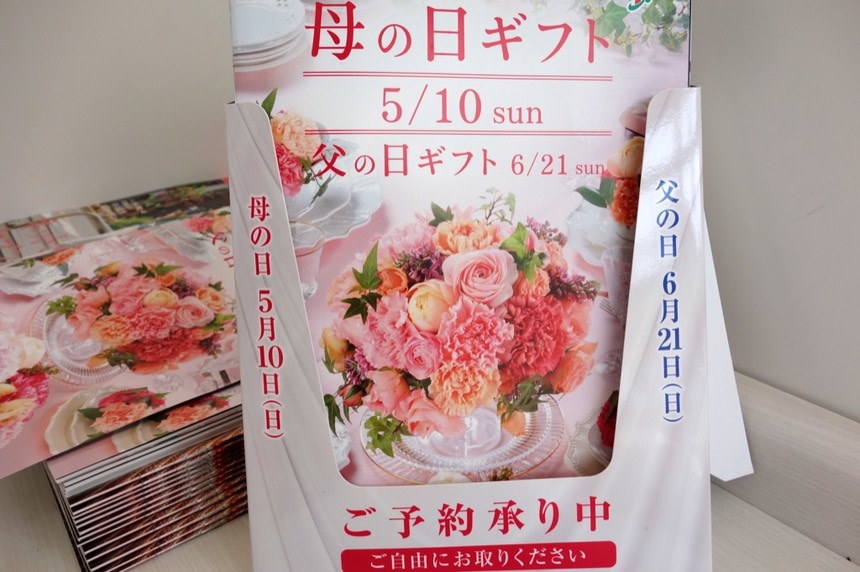 母の日ギフト
5/10 sun
父の日ギフト 6/21 sun
母の日 5月10日(日)
父の日 6月21日(日)
ご予約承り中
ご自由にお取りください